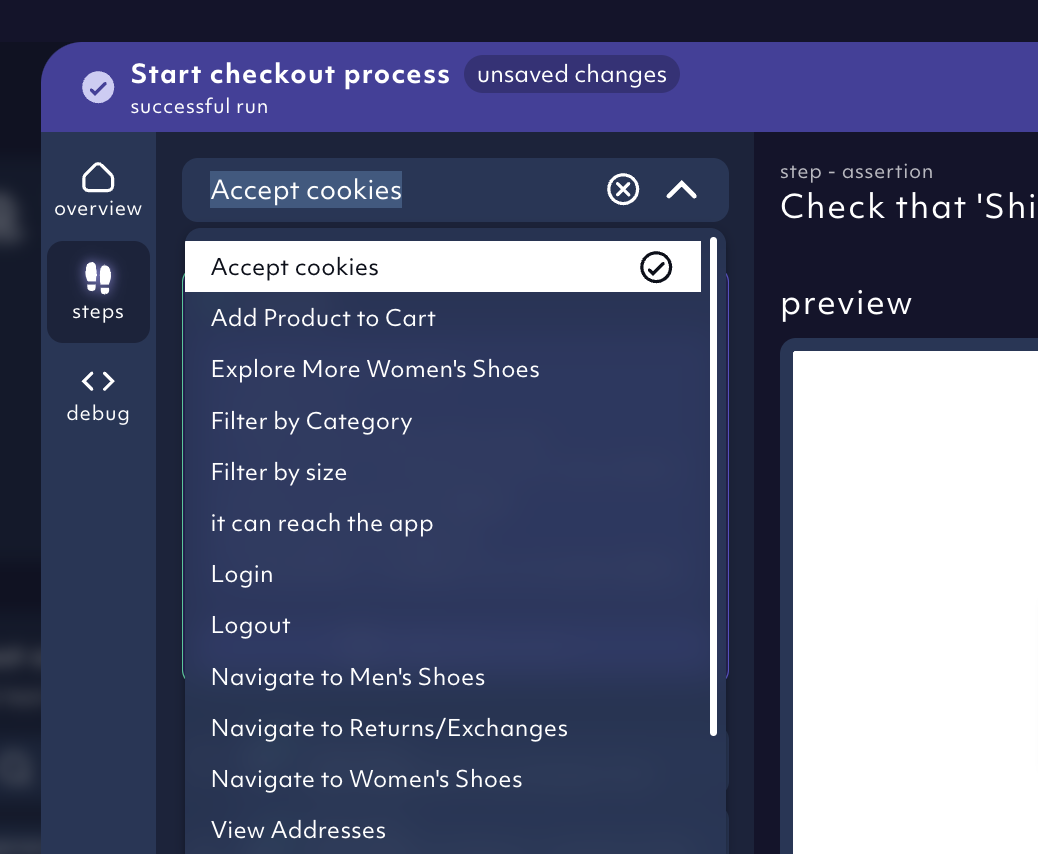 Start checkout process
unsaved changes
successful run
overview
steps
debug
Accept cookies
Accept cookies
Add Product to Cart
Explore More Women's Shoes
Filter by Category
Filter by size
it can reach the app
Login
Logout
Navigate to Men's Shoes
Navigate to Returns/Exchanges
Navigate to Women's Shoes
View Addresses
step - assertion
Check that 'Shi
preview